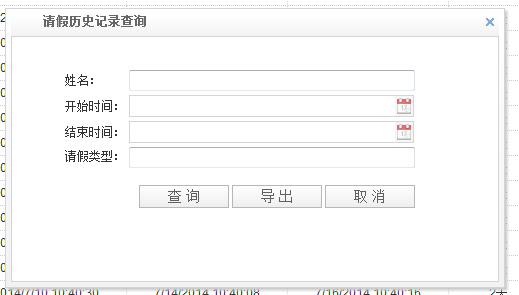 请假历史记录查询
姓名：
开始时间：
结束时间：
请假类型：
查 询 导 出 取 消
7/14/2014 10:40:08 7/16/2014 10:40:16 2天